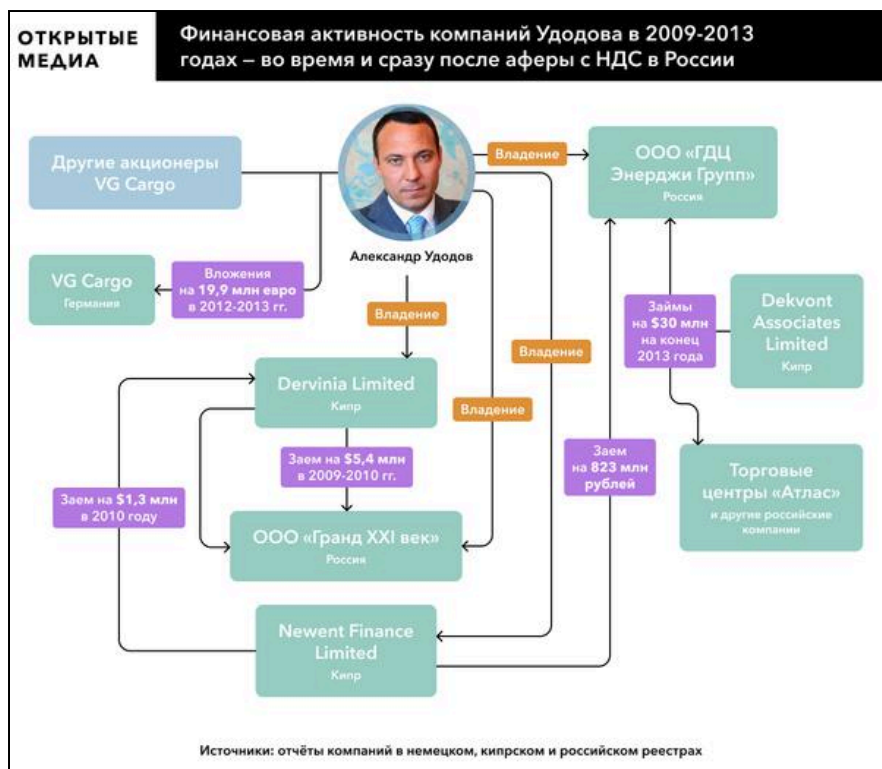 ОТКРЫТЫЕ
МЕДИА
Финансовая активность компаний Удодова в 2009-2013
годах – во время и сразу после аферы с НДС в России
Другие акционеры
VG Cargo
Александр Удодов
Владение
ООО «ГДЦ
Энерджи Групп»
Россия
VG Cargo
Германия
Вложения
на 19,9 млн евро
в 2012-2013 гг.
Владение
Владение
Владение
Займы
на $30 млн
на конец
2013 года
Dekvont
Associates
Limited
Кипр
Dervinia Limited
Кипр
Заем на $5,4 млн
в 2009-2010 гг.
Заем на $1,3 млн
в 2010 году
Заем
на 823 млн
рублей
Торговые
центры «Атлас»
и другие российские
компании
ООО «Гранд XXI век»
Россия
Newent Finance
Limited
Кипр
Источники: отчёты компаний в немецком, кипрском и российском реестрах